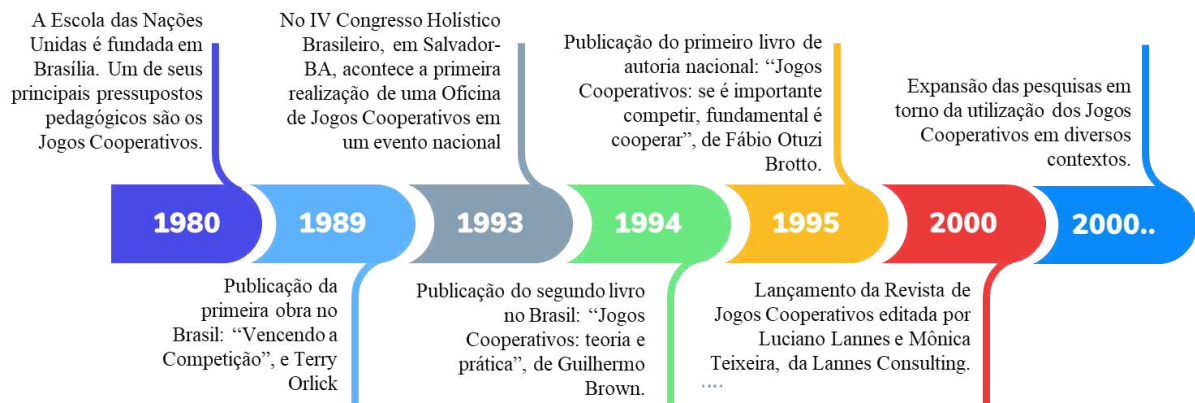 A Escola das Nações
Unidas é fundada em
Brasília. Um de seus
principais pressupostos
pedagógicos são os
Jogos Cooperativos.
No IV Congresso Holístico
Brasileiro, em Salvador-
BA, acontece a primeira
realização de uma Oficina
de Jogos Cooperativos em
um evento nacional
Publicação do primeiro livro de
autoria nacional: “Jogos
Cooperativos: se é importante
competir, fundamental é
cooperar”, de Fábio Otuzi
Brotto.
Expansão das pesquisas em
torno da utilização dos Jogos
Cooperativos em diversos
contextos.
1980
1989
1993
1994
1995
2000
2000..
Publicação da
primeira obra no
Brasil: “Vencendo a
Competição”, e Terry
Orlick
Publicação do segundo livro
no Brasil: “Jogos
Cooperativos: teoria e
prática”, de Guilhermo
Brown.
Lançamento da Revista de
Jogos Cooperativos editada por
Luciano Lannes e Mônica
Teixeira, da Lannes Consulting.
....